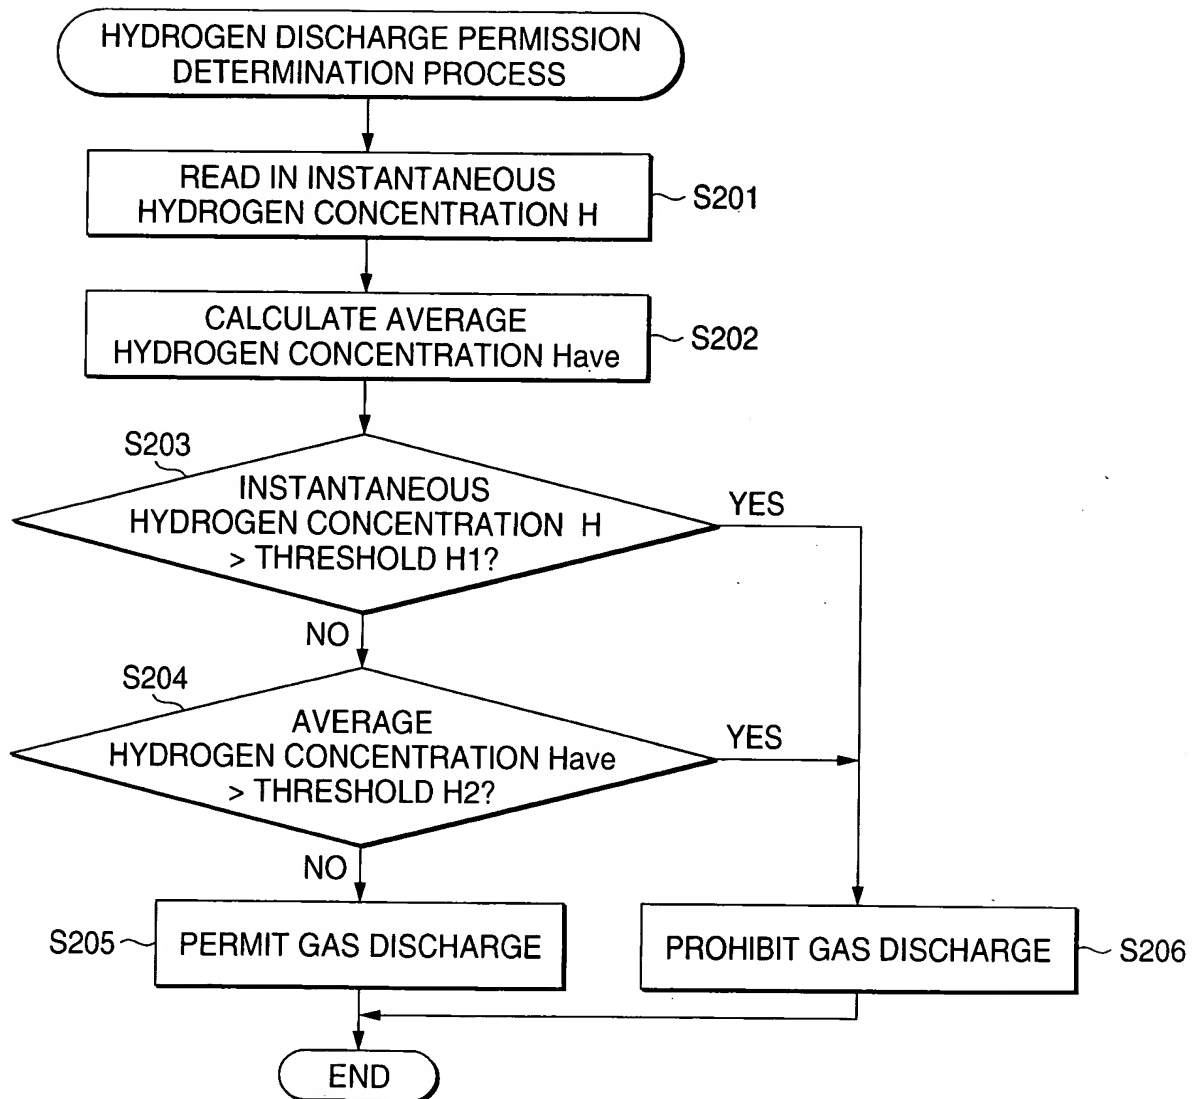 HYDROGEN DISCHARGE PERMISSION
DETERMINATION PROCESS
READ IN INSTANTANEOUS
HYDROGEN CONCENTRATION H
S201
CALCULATE AVERAGE
HYDROGEN CONCENTRATION Have
S202
S203
INSTANTANEOUS
HYDROGEN CONCENTRATION H
> THRESHOLD H1?
YES
NO
S204
AVERAGE
HYDROGEN CONCENTRATION Have
> THRESHOLD H2?
YES
NO
S205
PERMIT GAS DISCHARGE
PROHIBIT GAS DISCHARGE
S206
END